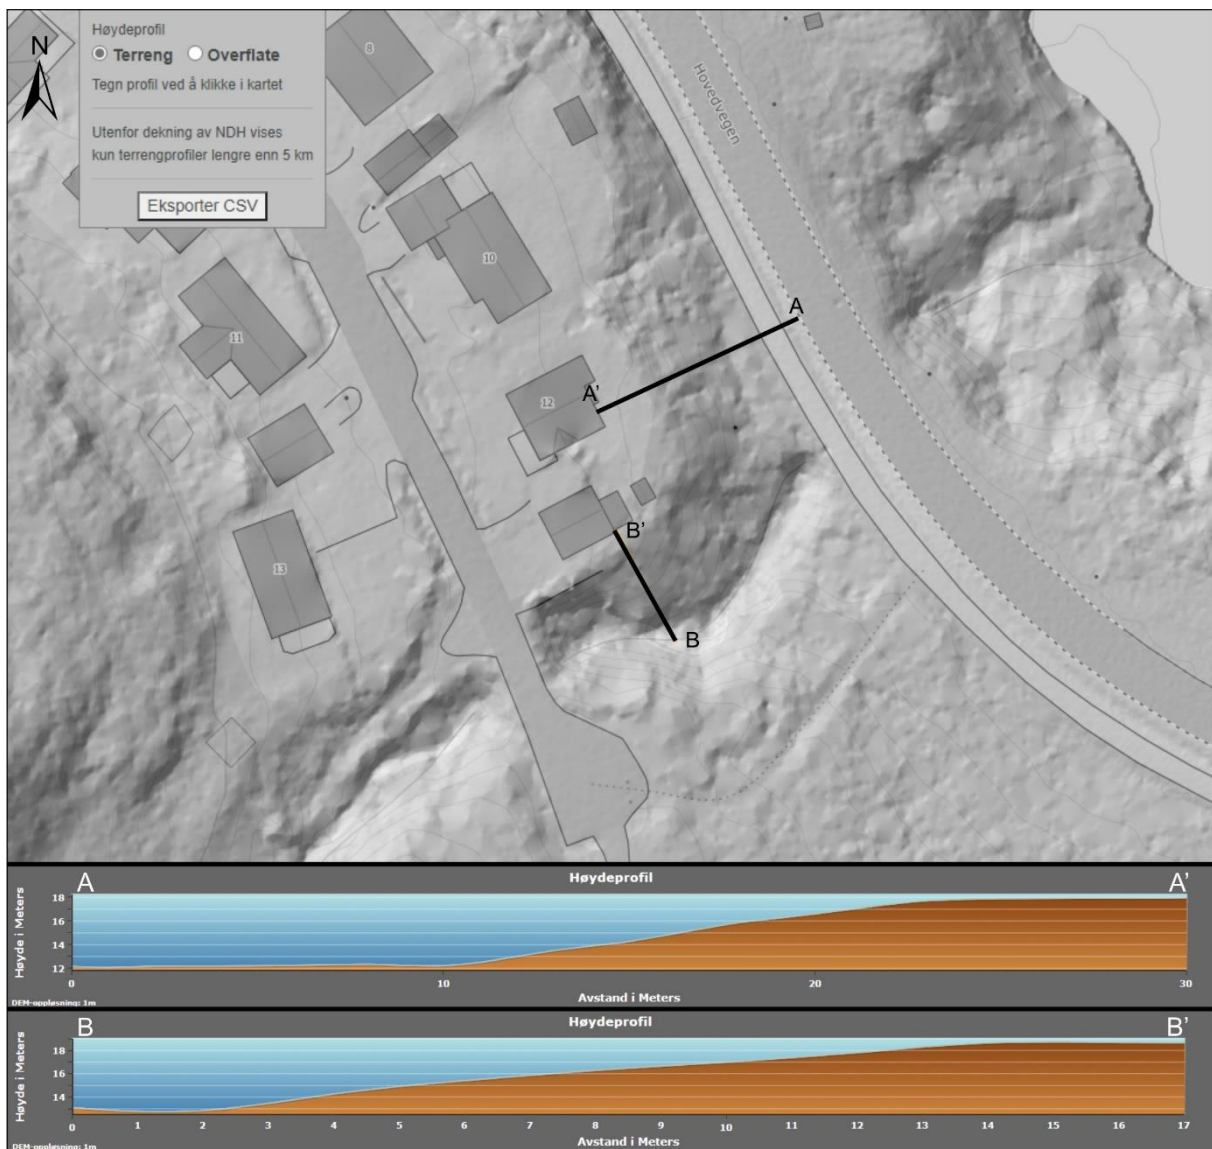 Høydeprofil
N
Terreng Overflate
Tegn profil ved å klikke i kartet
Utenfor dekning av NDH vises
kun terrengprofiler lengre enn 5 km
Eksporter CSV
8
Hovedvegen
10
11
12
13
A
A'
B'
B
A Høydeprofil A'
Høyde i Meters
18
16
14
12
0 10 20 30
Avstand i Meters
DEM-oppløsning: 1m
B Høydeprofil B'
Høyde i Meters
18
16
14
0 1 2 3 4 5 6 7 8 9 10 11 12 13 14 15 16 17
Avstand i Meters
DEM-oppløsning: 1m